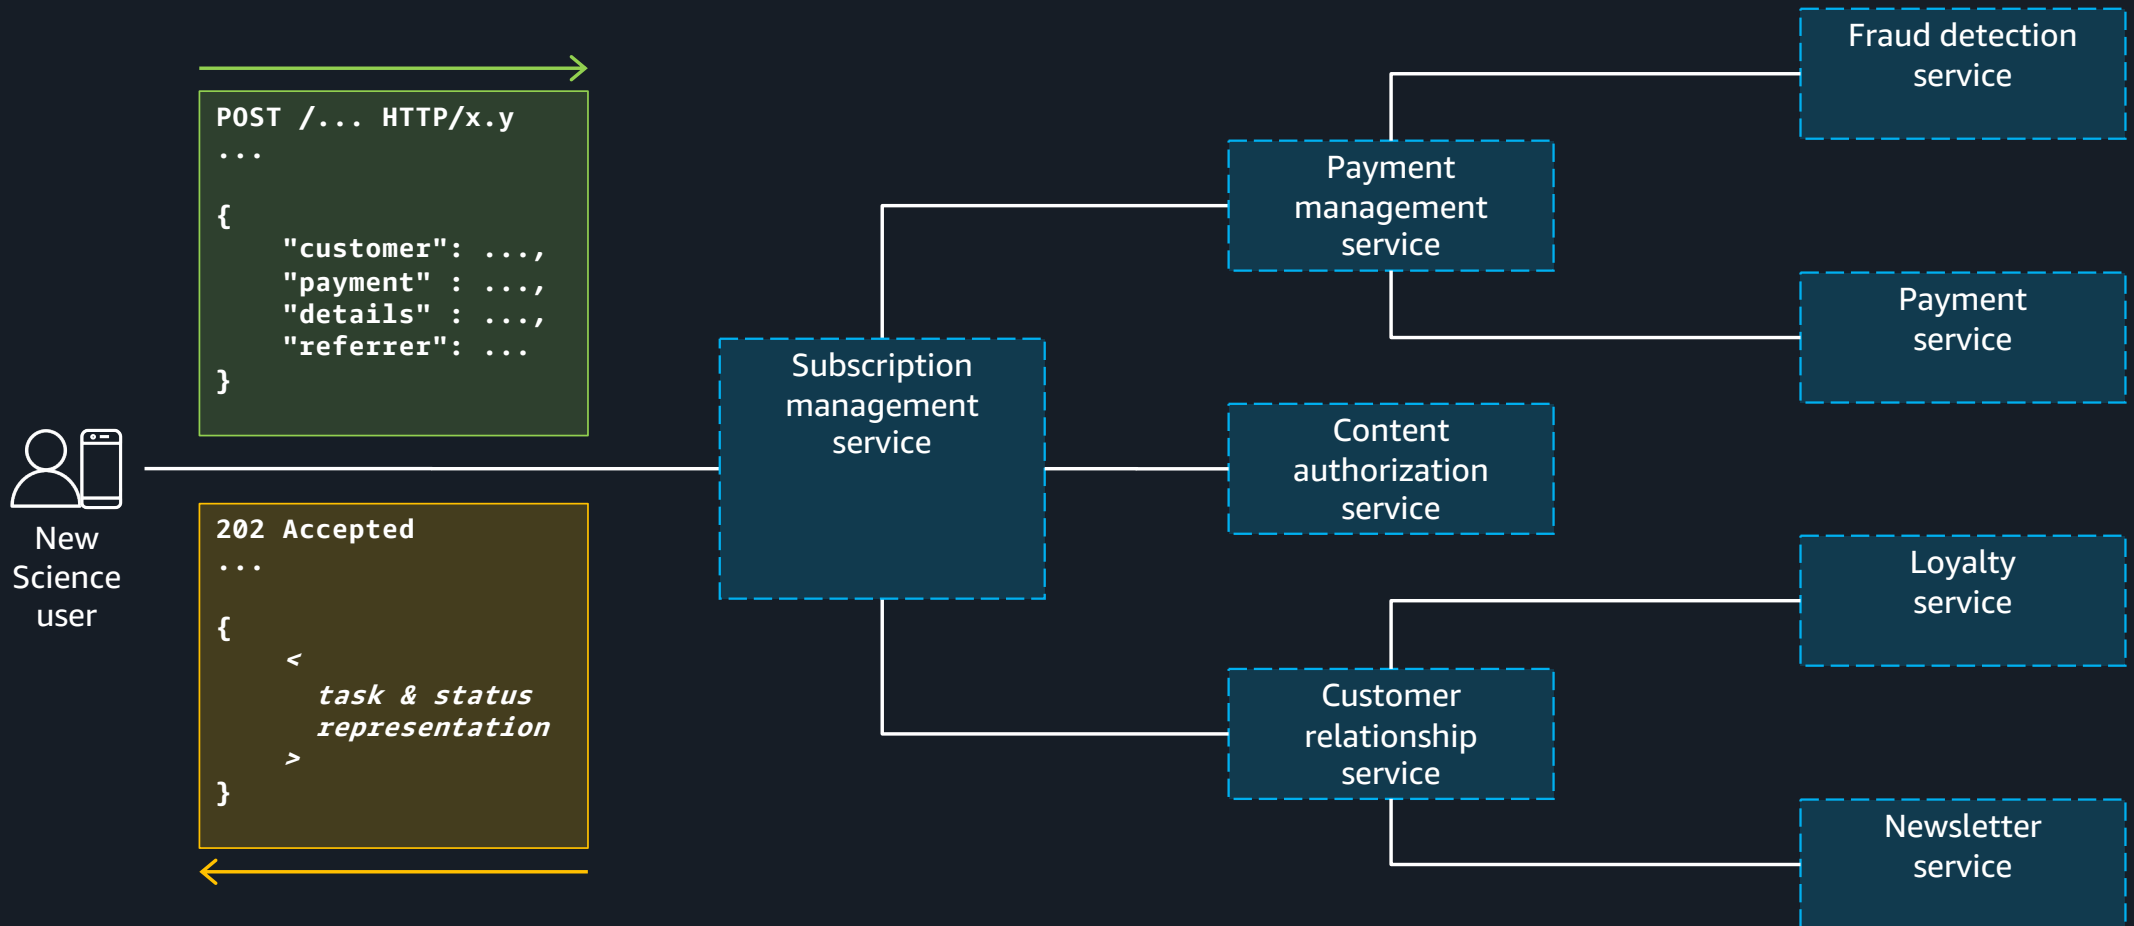 POST /... HTTP/x.y
...
{
"customer": ...,
"payment" : ...,
"details" : ...,
"referrer": ...
}
New
Science
user
202 Accepted
...
{
<
task & status
representation
>
}
Subscription
management
service
Payment
management
service
Content
authorization
service
Customer
relationship
service
Fraud detection
service
Payment
service
Loyalty
service
Newsletter
service